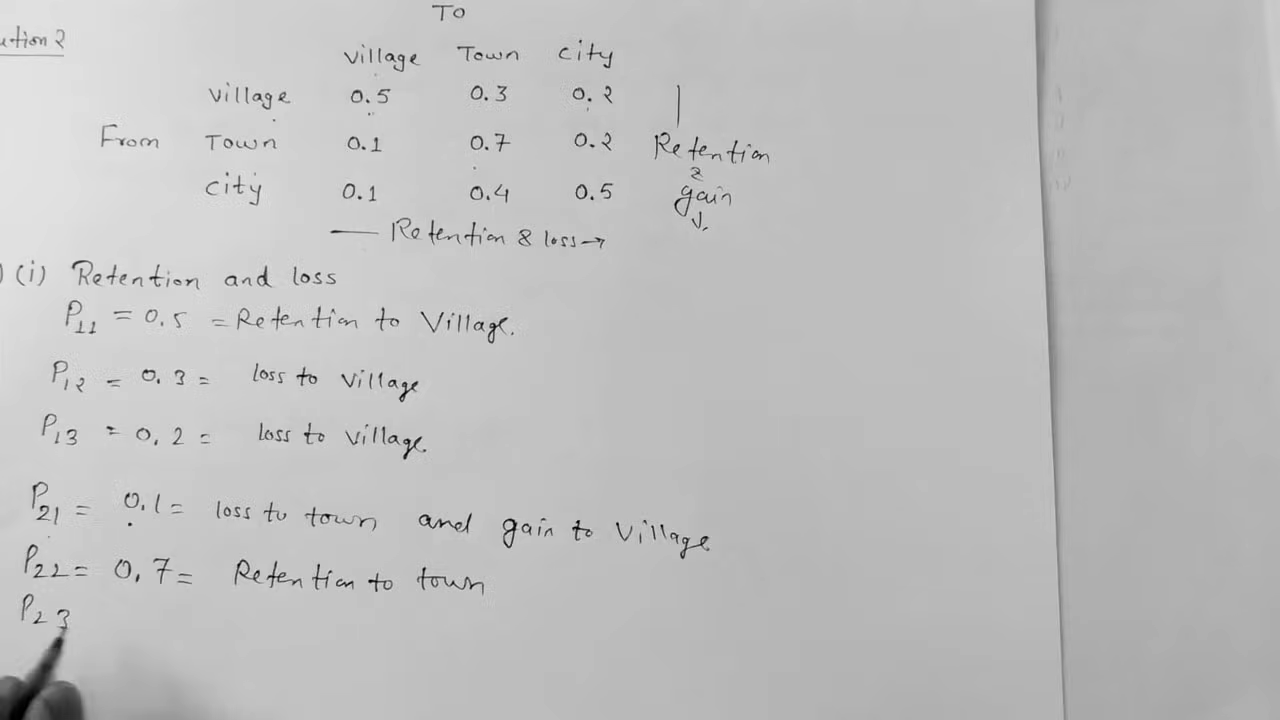 TO
ution 2
Village Town City
Village 0.5 0.3 0.2
From Town 0.1 0.7 0.2 Retention
&
City 0.1 0.4 0.5 gain
Retention & loss →
) (i) Retention and loss
P11 = 0.5 = Retention to Village.
P12 = 0.3 = loss to village
P13 = 0.2 = loss to village.
P21 = 0.1 = loss to town and gain to Village
P22 = 0.7 = Retention to town
P23